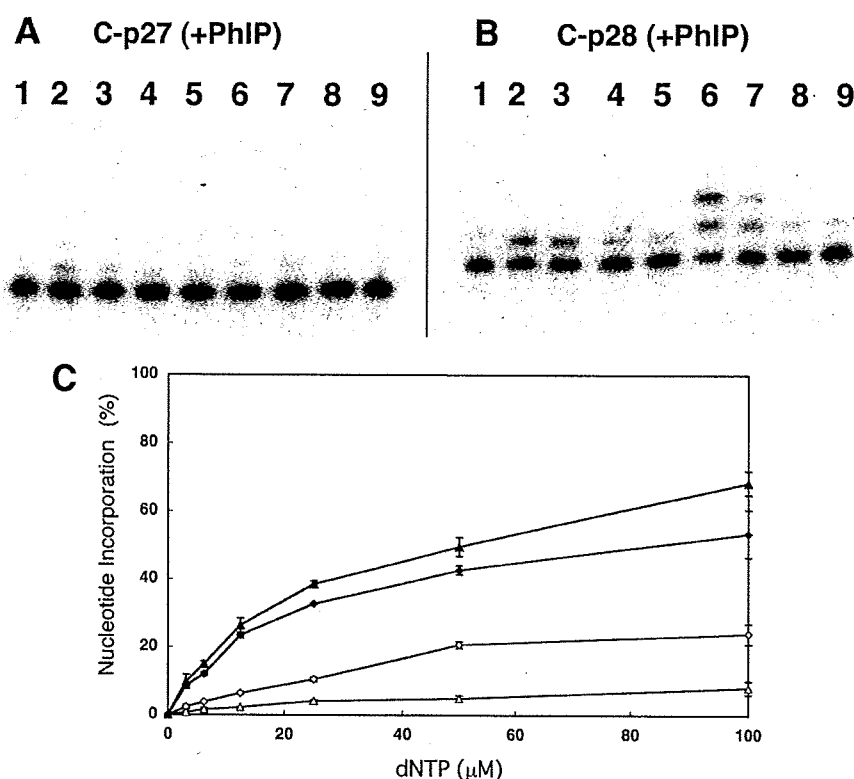 A C-p27 (+PhIP)
1 2 3 4 5 6 7 8 9
B C-p28 (+PhIP)
1 2 3 4 5 6 7 8 9
C
Nucleotide Incorporation (%)
100
80
60
40
20
0
0 20 40 60 80 100
dNTP (μM)